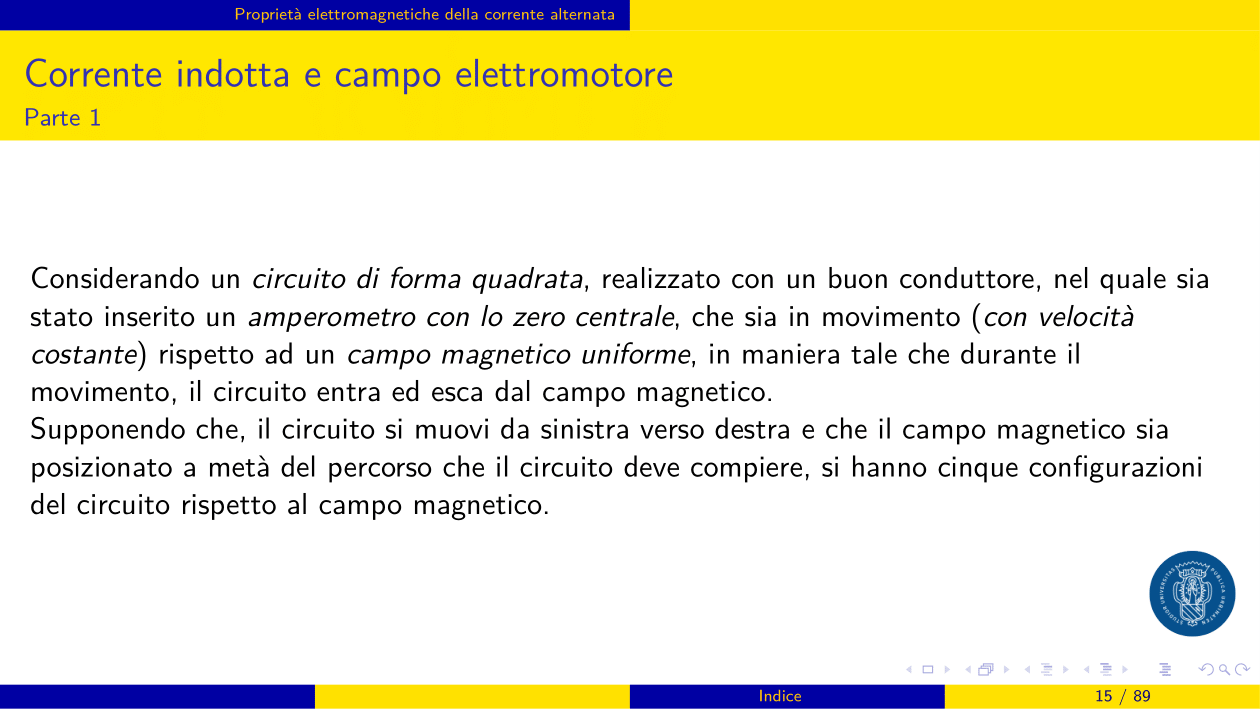 Proprietà elettromagnetiche della corrente alternata
Corrente indotta e campo elettromotore
Parte 1
Considerando un circuito di forma quadrata, realizzato con un buon conduttore, nel quale sia
stato inserito un amperometro con lo zero centrale, che sia in movimento (con velocità
costante) rispetto ad un campo magnetico uniforme, in maniera tale che durante il
movimento, il circuito entra ed esca dal campo magnetico.
Supponendo che, il circuito si muovi da sinistra verso destra e che il campo magnetico sia
posizionato a metà del percorso che il circuito deve compiere, si hanno cinque configurazioni
del circuito rispetto al campo magnetico.
Indice
15 / 89